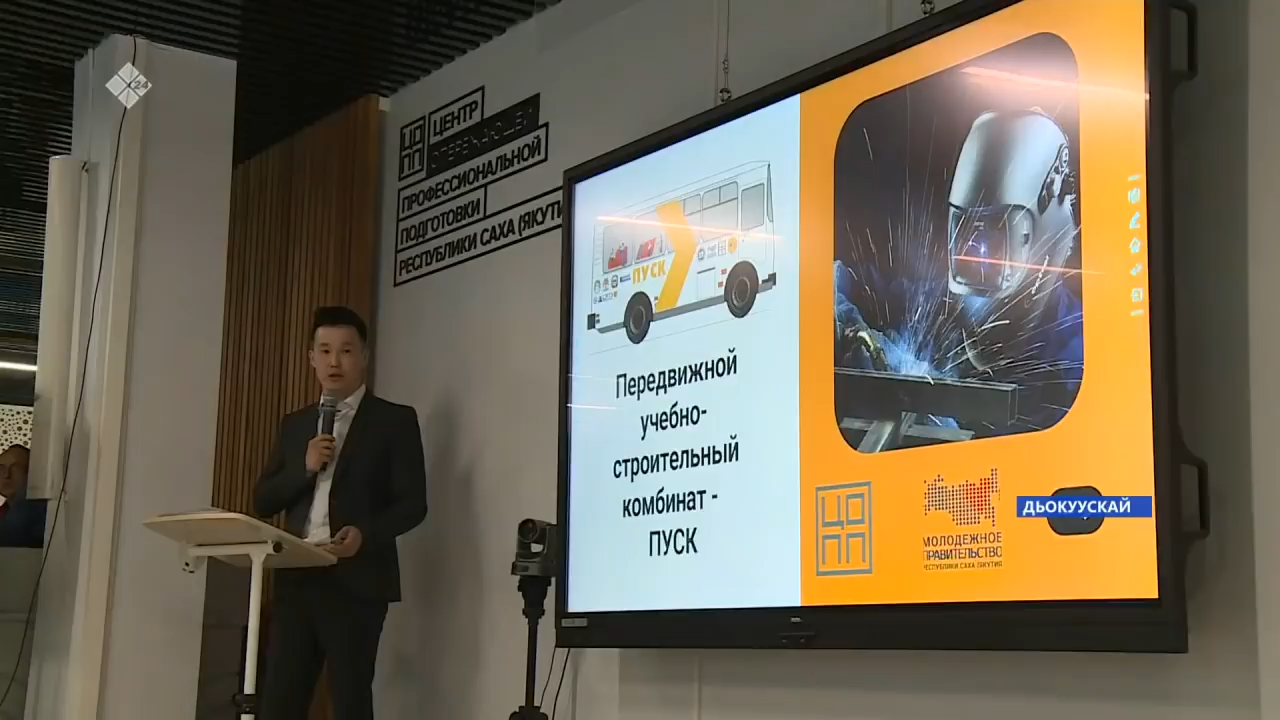 24
ЦО
ПП
ЦЕНТР
ОПЕРЕЖАЮЩЕЙ
ПРОФЕССИОНАЛЬНОЙ
ПОДГОТОВКИ
РЕСПУБЛИКИ САХА (ЯКУТИ
ПУСК
Передвижной
учебно-
строительный
комбинат -
ПУСК
ЦО
ПП
МОЛОДЕЖНОЕ
ПРАВИТЕЛЬСТВО
РЕСПУБЛИКИ САХА (ЯКУТИЯ
ДЬОКУУСКАЙ